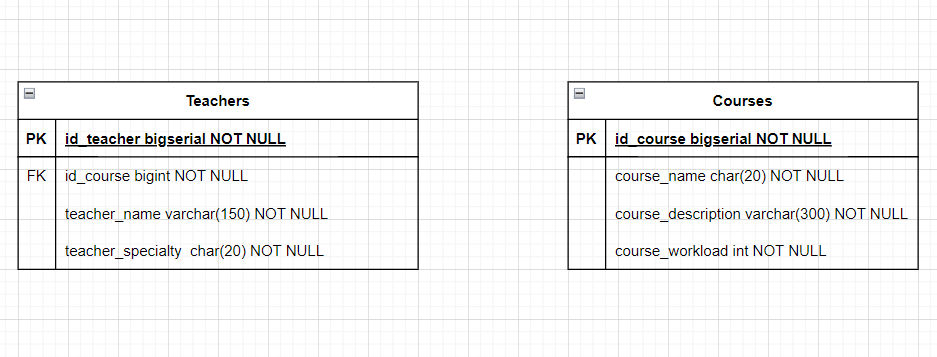 Teachers
PK id_teacher bigserial NOT NULL
FK id_course bigint NOT NULL
teacher_name varchar(150) NOT NULL
teacher_specialty  char(20) NOT NULL
Courses
PK id_course bigserial NOT NULL
course_name char(20) NOT NULL
course_description varchar(300) NOT NULL
course_workload int NOT NULL